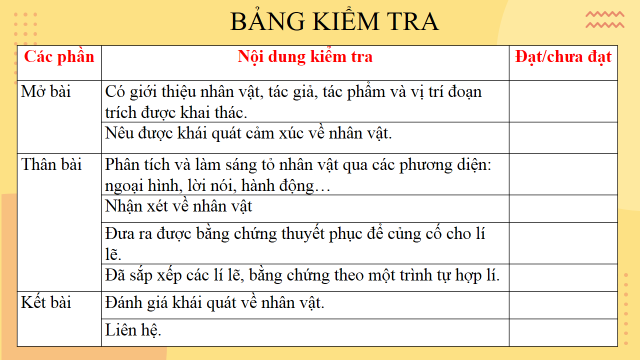 BẢNG KIỂM TRA
Các phần
Nội dung kiểm tra
Đạt/chưa đạt
Mở bài
Có giới thiệu nhân vật, tác giả, tác phẩm và vị trí đoạn
trích được khai thác.
Nêu được khái quát cảm xúc về nhân vật.
Thân bài
Phân tích và làm sáng tỏ nhân vật qua các phương diện:
ngoại hình, lời nói, hành động…
Nhận xét về nhân vật
Đưa ra được bằng chứng thuyết phục để củng cố cho lí
lẽ.
Đã sắp xếp các lí lẽ, bằng chứng theo một trình tự hợp lí.
Kết bài
Đánh giá khái quát về nhân vật.
Liên hệ.